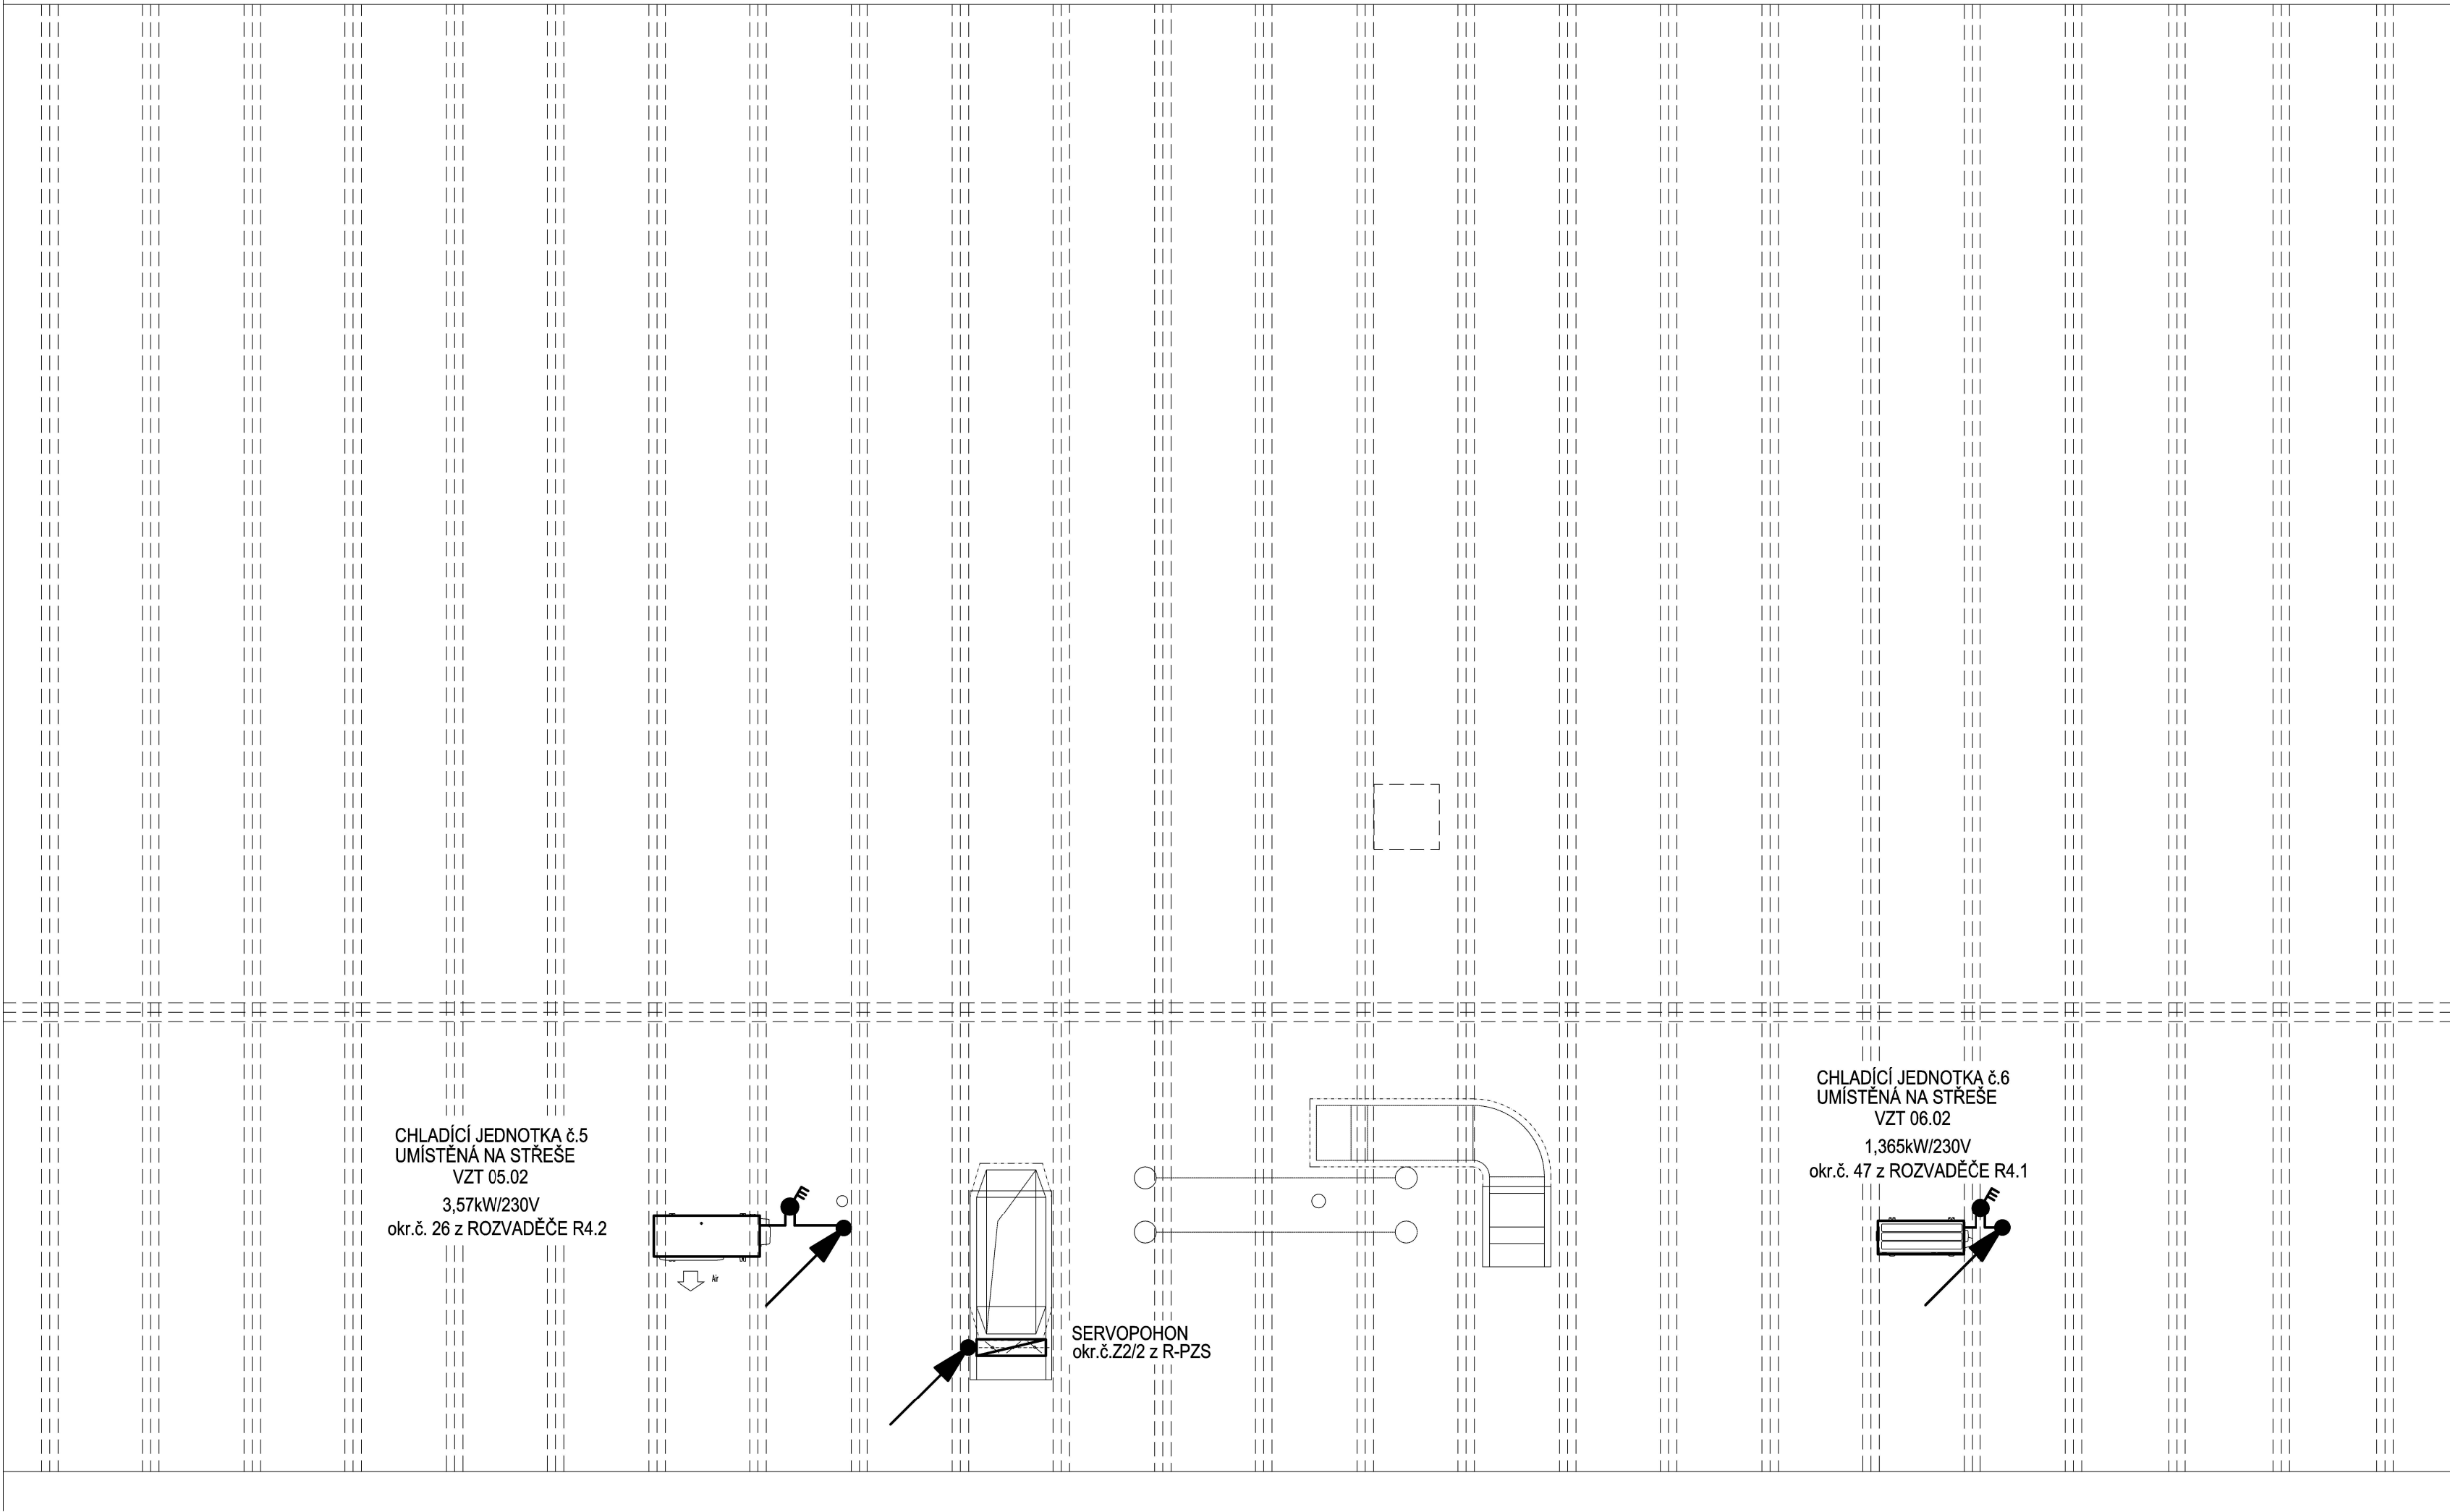 CHLADÍCÍ JEDNOTKA č.6
UMÍSTĚNÁ NA STŘEŠE
VZT 06.02
1,365kW/230V
okr.č. 47 z ROZVADĚČE R4.1
CHLADÍCÍ JEDNOTKA č.5
UMÍSTĚNÁ NA STŘEŠE
VZT 05.02
3,57kW/230V
okr.č. 26 z ROZVADĚČE R4.2
Air
SERVOPOHON
okr.č.Z2/2 z R-PZS